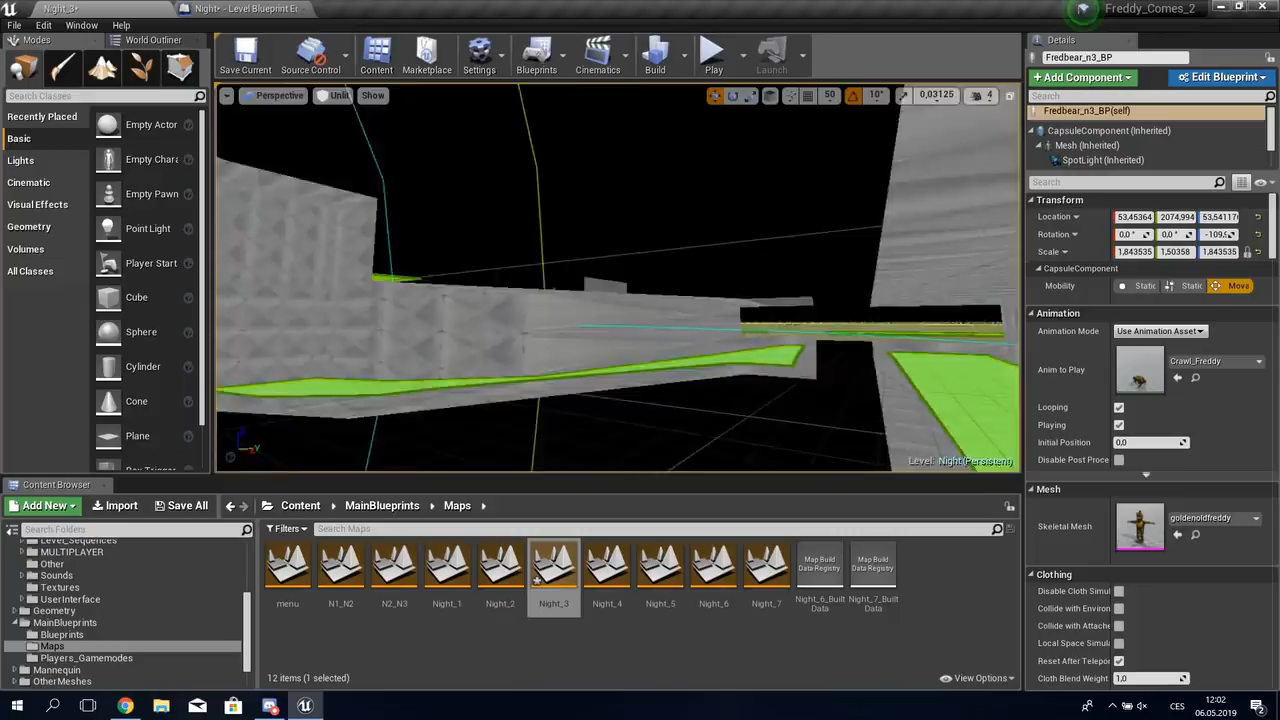 Night_3*
Night* - Level Blueprint Ec
Freddy_Comes_2
File Edit Window Help
Modes World Outliner
Search Classes
Recently Placed
Basic
Lights
Cinematic
Visual Effects
Geometry
Volumes
All Classes
Empty Actor
Empty Chara
Empty Pawn
Point Light
Player Start
Cube
Sphere
Cylinder
Cone
Plane
Box Trigger
Save Current Source Control Content Marketplace Settings Blueprints Cinematics Build Play Launch
Perspective Unlit Show 50 10° 0,03125 4
Level: Night (Persistent)
Details
Fredbear_n3_BP
+ Add Component Edit Blueprint
Search
Fredbear_n3_BP(self)
CapsuleComponent (Inherited)
Mesh (Inherited)
SpotLight (Inherited)
Search
Transform
Location 53,45364 2074,994 53,54117
Rotation 0,0 ° 0,0 ° -109,9
Scale 1,843535 1,50358 1,843535
CapsuleComponent
Mobility Static Static Mova
Animation
Animation Mode Use Animation Asset
Anim to Play Crawl_Freddy
Looping
Playing
Initial Position 0,0
Disable Post Proce
Mesh
Skeletal Mesh goldenoldfreddy
Clothing
Disable Cloth Simul
Collide with Environ
Collide with Attache
Local Space Simula
Reset After Telepor
Cloth Blend Weight 1,0
Content Browser
Add New Import Save All Content MainBlueprints Maps
Search Folders
Filters Search Maps
Level_Sequences
MULTIPLAYER
Other
Sounds
Textures
UserInterface
Geometry
MainBlueprints
Blueprints
Maps
Players_Gamemodes
Mannequin
OtherMeshes
Map Build Data Registry
Map Build Data Registry
menu N1_N2 N2_N3 Night_1 Night_2 Night_3 Night_4 Night_5 Night_6 Night_7 Night_6_Built Data Night_7_Built Data
12 items (1 selected)
View Options
CES
12:02
06.05.2019
2